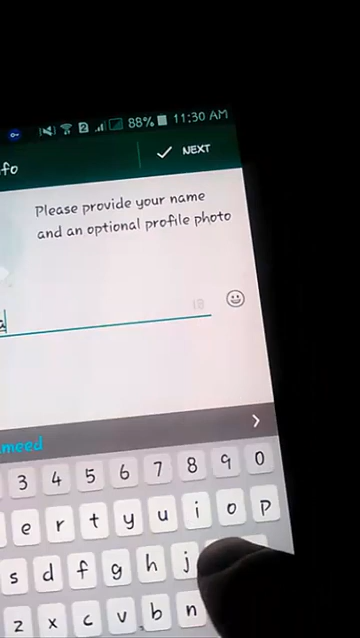 88% 11:30 AM
NEXT
Please provide your name
and an optional profile photo
18
meed
3 4 5 6 7 8 9 0
e r t y u i o p
s d f g h j
z x c v b n